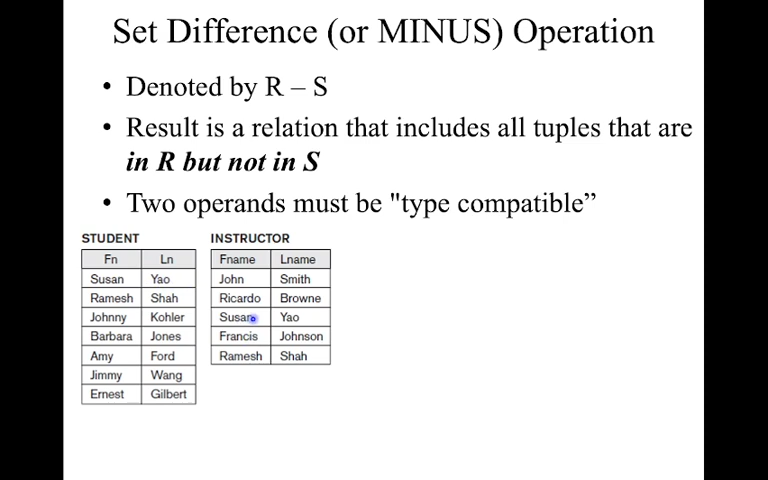 Set Difference (or MINUS) Operation
• Denoted by R – S
• Result is a relation that includes all tuples that are
in R but not in S
• Two operands must be "type compatible”
STUDENT
Fn Ln
Susan Yao
Ramesh Shah
Johnny Kohler
Barbara Jones
Amy Ford
Jimmy Wang
Ernest Gilbert
INSTRUCTOR
Fname Lname
John Smith
Ricardo Browne
Susan Yao
Francis Johnson
Ramesh Shah